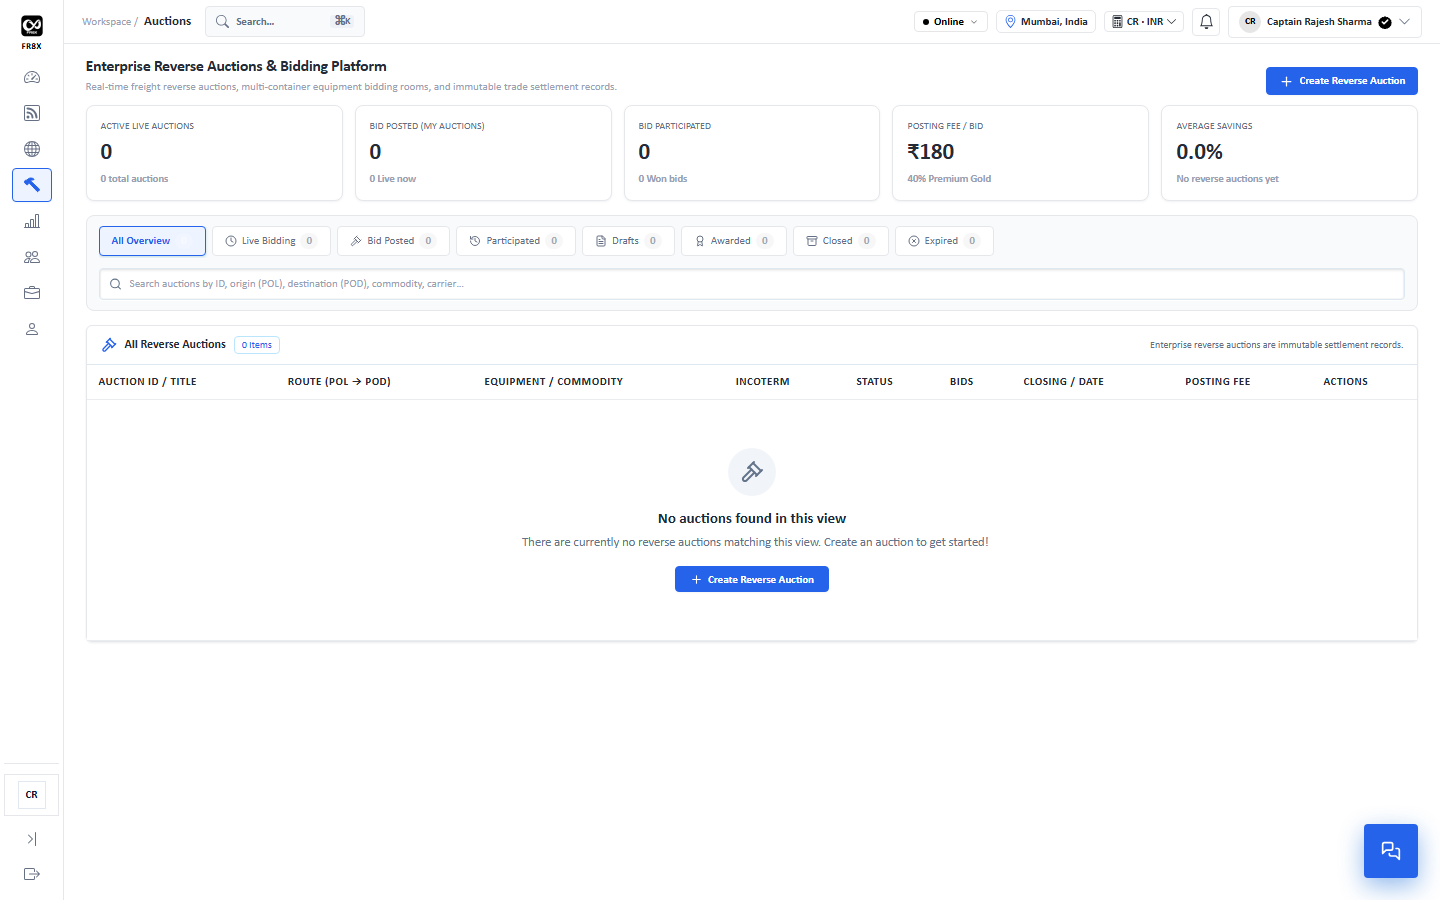 FR8X
Workspace / Auctions
Search...
⌘K
Online
Mumbai, India
CR • INR
CR
Captain Rajesh Sharma
Enterprise Reverse Auctions & Bidding Platform
Real-time freight reverse auctions, multi-container equipment bidding rooms, and immutable trade settlement records.
Create Reverse Auction
ACTIVE LIVE AUCTIONS
0
0 total auctions
BID POSTED (MY AUCTIONS)
0
0 Live now
BID PARTICIPATED
0
0 Won bids
POSTING FEE / BID
₹180
40% Premium Gold
AVERAGE SAVINGS
0.0%
No reverse auctions yet
All Overview
Live Bidding 0
Bid Posted 0
Participated 0
Drafts 0
Awarded 0
Closed 0
Expired 0
Search auctions by ID, origin (POL), destination (POD), commodity, carrier...
All Reverse Auctions
0 items
Enterprise reverse auctions are immutable settlement records.
AUCTION ID / TITLE
ROUTE (POL → POD)
EQUIPMENT / COMMODITY
INCOTERM
STATUS
BIDS
CLOSING / DATE
POSTING FEE
ACTIONS
No auctions found in this view
There are currently no reverse auctions matching this view. Create an auction to get started!
Create Reverse Auction
CR